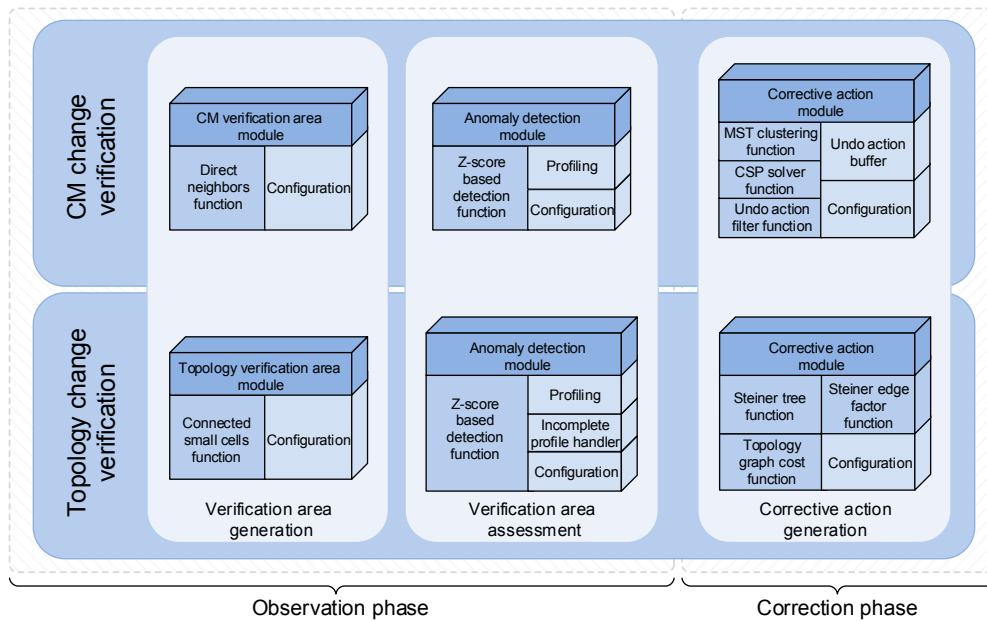 CM change
verification
CM verification area
module
Direct
neighbors
function
Configuration
Anomaly detection
module
Z-score
based
detection
function
Profiling
Configuration
Corrective action
module
MST clustering
function
CSP solver
function
Undo action
filter function
Undo action
buffer
Configuration
Topology change
verification
Topology verification area
module
Connected
small cells
function
Configuration
Anomaly detection
module
Z-score
based
detection
function
Profiling
Incomplete
profile handler
Configuration
Corrective action
module
Steiner tree
function
Steiner edge
factor function
Topology
graph cost
function
Configuration
Verification area
generation
Verification area
assessment
Corrective action
generation
Observation phase
Correction phase